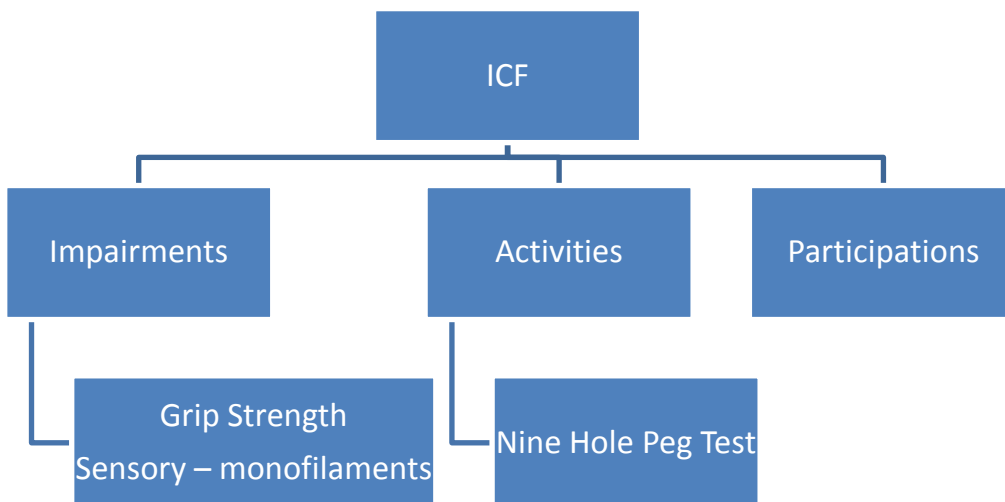 ICF
Impairments
Activities
Participations
Grip Strength
Sensory – monofilaments
Nine Hole Peg Test